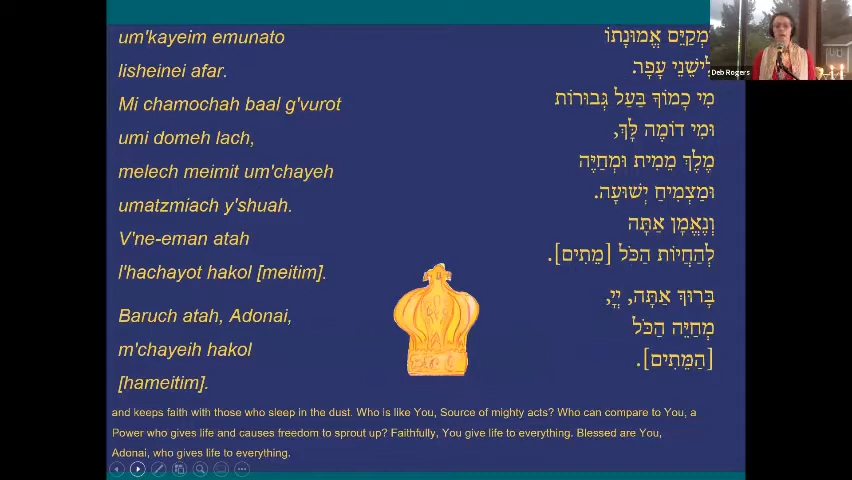 um'kayeim emunato
lisheinei afar.
Mi chamochah baal g'vurot
umi domeh lach,
melech meimit um'chayeh
umatzmiach y'shuah.
V'ne-eman atah
l'hachayot hakol [meitim].
Baruch atah, Adonai,
m'chayeih hakol
[hameitim].
וּמְקַיֵּם אֱמוּנָתוֹ
לִישֵׁנֵי עָפָר.
מִי כָמוֹךָ בַּעַל גְּבוּרוֹת
וּמִי דוֹמֶה לָּךְ,
מֶלֶךְ מֵמִית וּמְחַיֶּה
וּמַצְמִיחַ יְשׁוּעָה.
וְנֶאֱמָן אַתָּה
לְהַחֲיוֹת הַכֹּל [מֵתִים].
בָּרוּךְ אַתָּה, יְיָ,
מְחַיֵּה הַכֹּל
[הַמֵּתִים].
and keeps faith with those who sleep in the dust. Who is like You, Source of mighty acts? Who can compare to You, a
Power who gives life and causes freedom to sprout up? Faithfully, You give life to everything. Blessed are You,
Adonai, who gives life to everything.
Deb Rogers